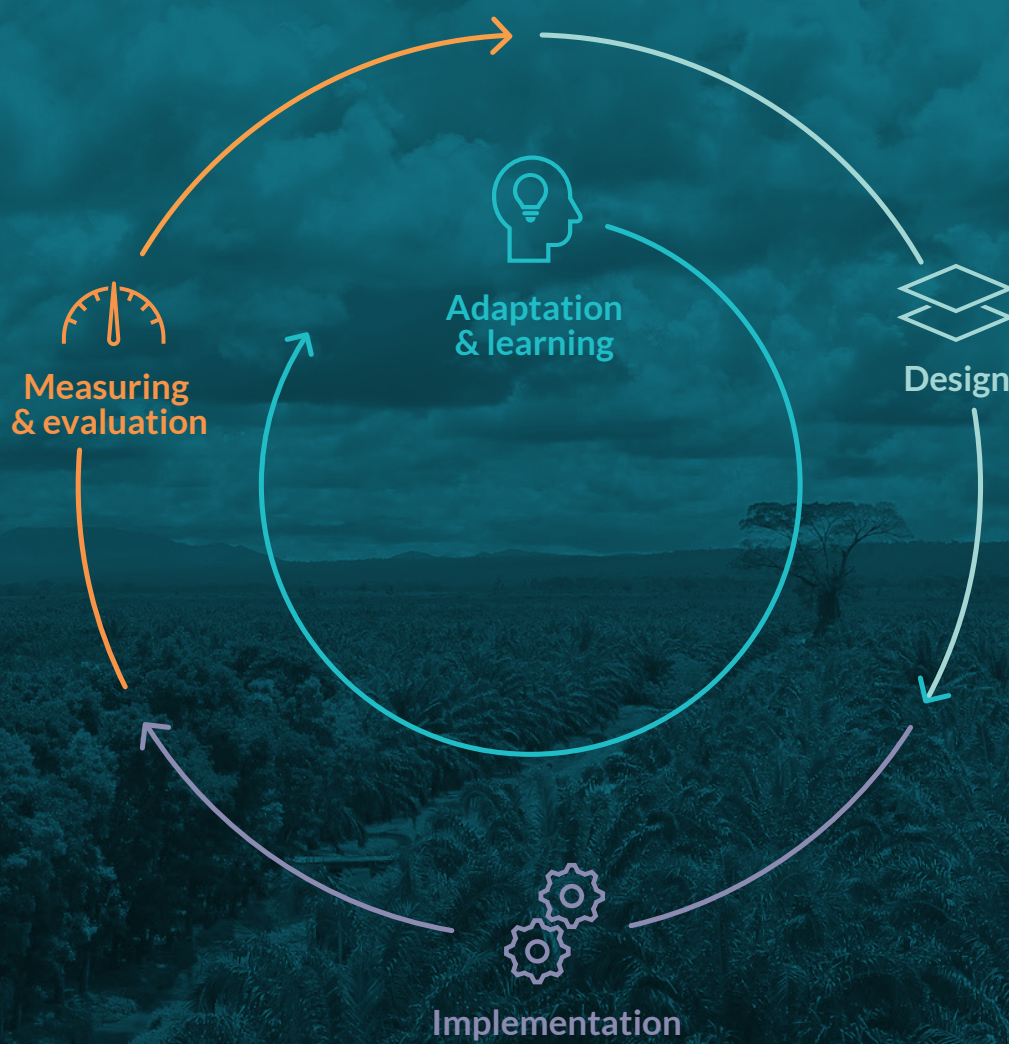 Adaptation
& learning
Measuring
& evaluation
Design
Implementation